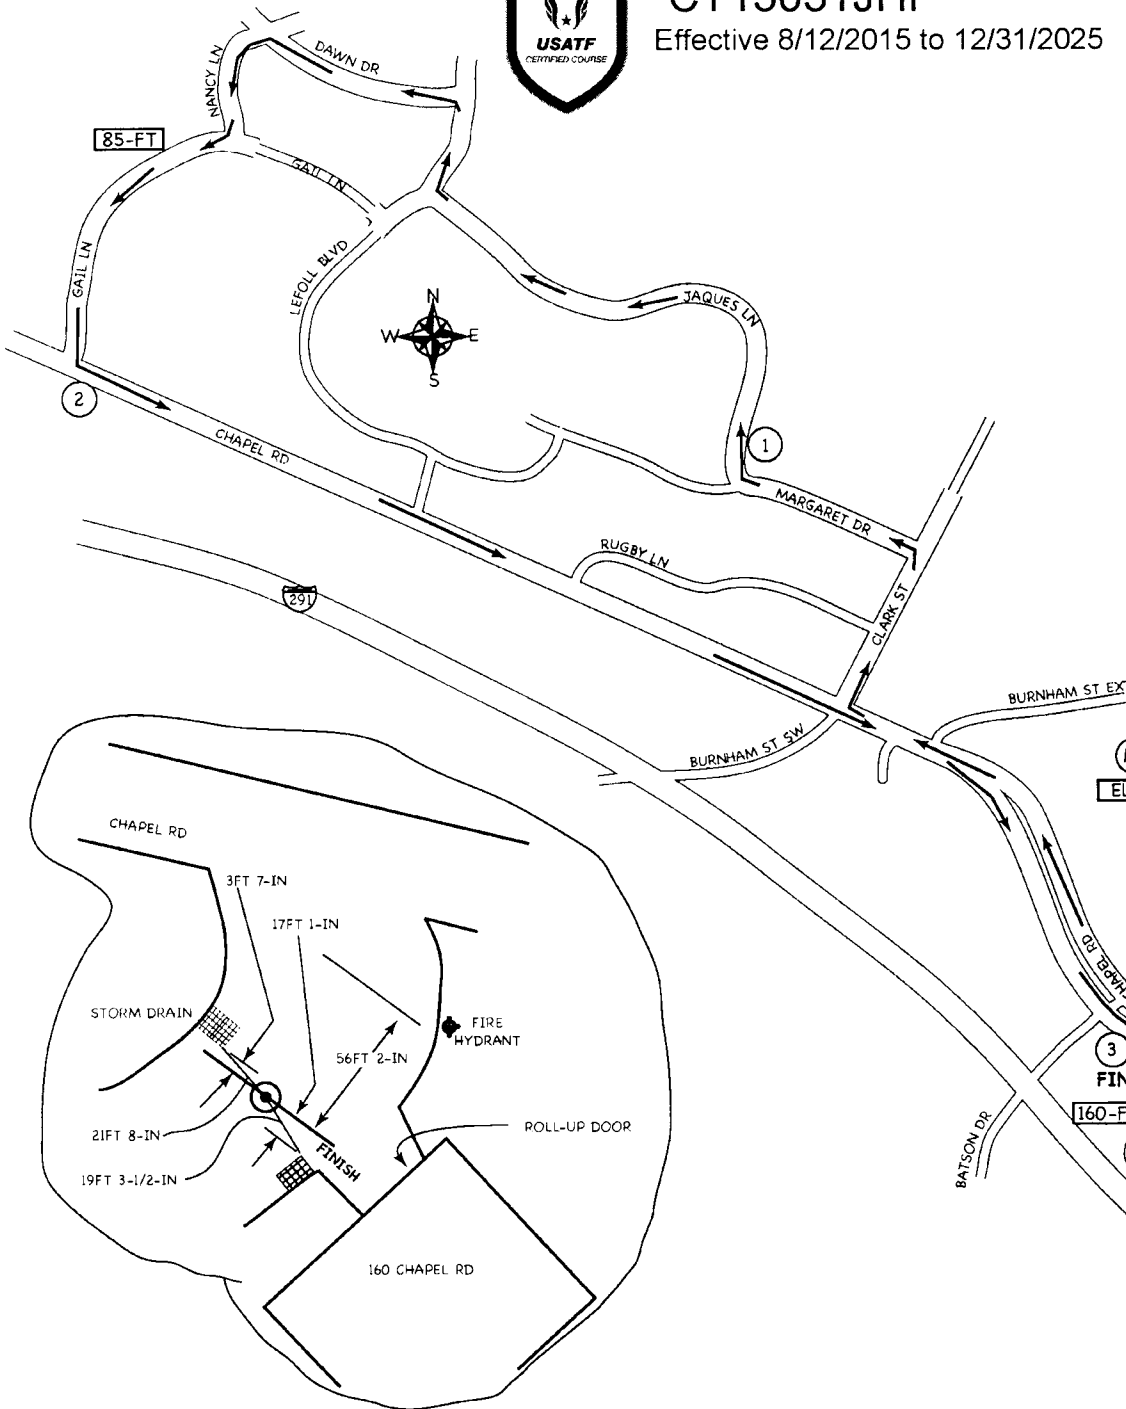 Effective 8/12/2015 to 12/31/2025
USATF
CERTIFIED COURSE
DAWN DR
NANCY LN
85-FT
GAIL LN
GAIL LN
LEFOLL BLVD
N
W
E
S
JAQUES LN
2
1
CHAPEL RD
MARGARET DR
RUGBY LN
291
CLARK ST
BURNHAM ST
BURNHAM ST SW
CHAPEL RD
3FT 7-IN
17FT 1-IN
STORM DRAIN
FIRE
HYDRANT
56FT 2-IN
21FT 8-IN
FINISH
19FT 3-1/2-IN
ROLL-UP DOOR
160 CHAPEL RD
CHAPEL RD
3
BATSON DR